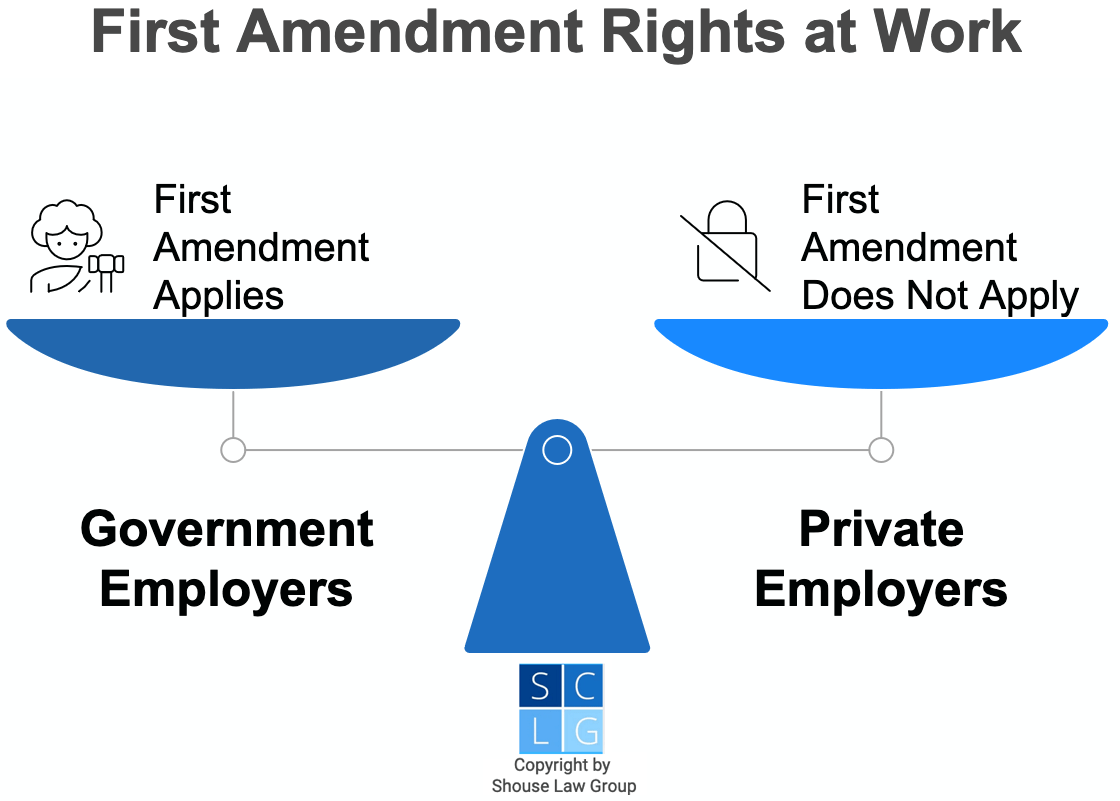 First Amendment Rights at Work
First
Amendment
Applies
First
Amendment
Does Not Apply
Government
Employers
Private
Employers
S C
L G
Copyright by
Shouse Law Group